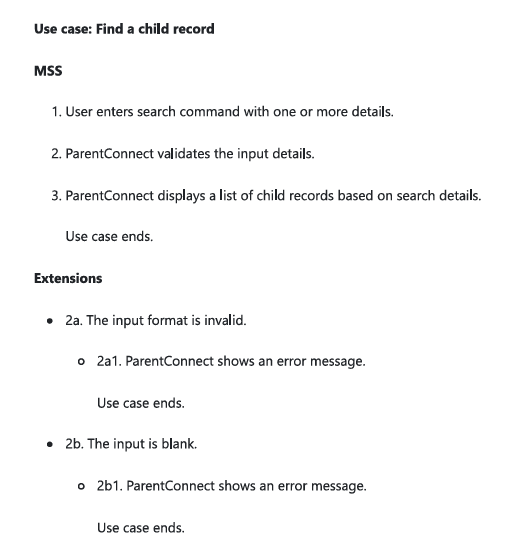 Use case: Find a child record
MSS
1. User enters search command with one or more details.
2. ParentConnect validates the input details.
3. ParentConnect displays a list of child records based on search details.
Use case ends.
Extensions
• 2a. The input format is invalid.
o 2a1. ParentConnect shows an error message.
Use case ends.
• 2b. The input is blank.
o 2b1. ParentConnect shows an error message.
Use case ends.